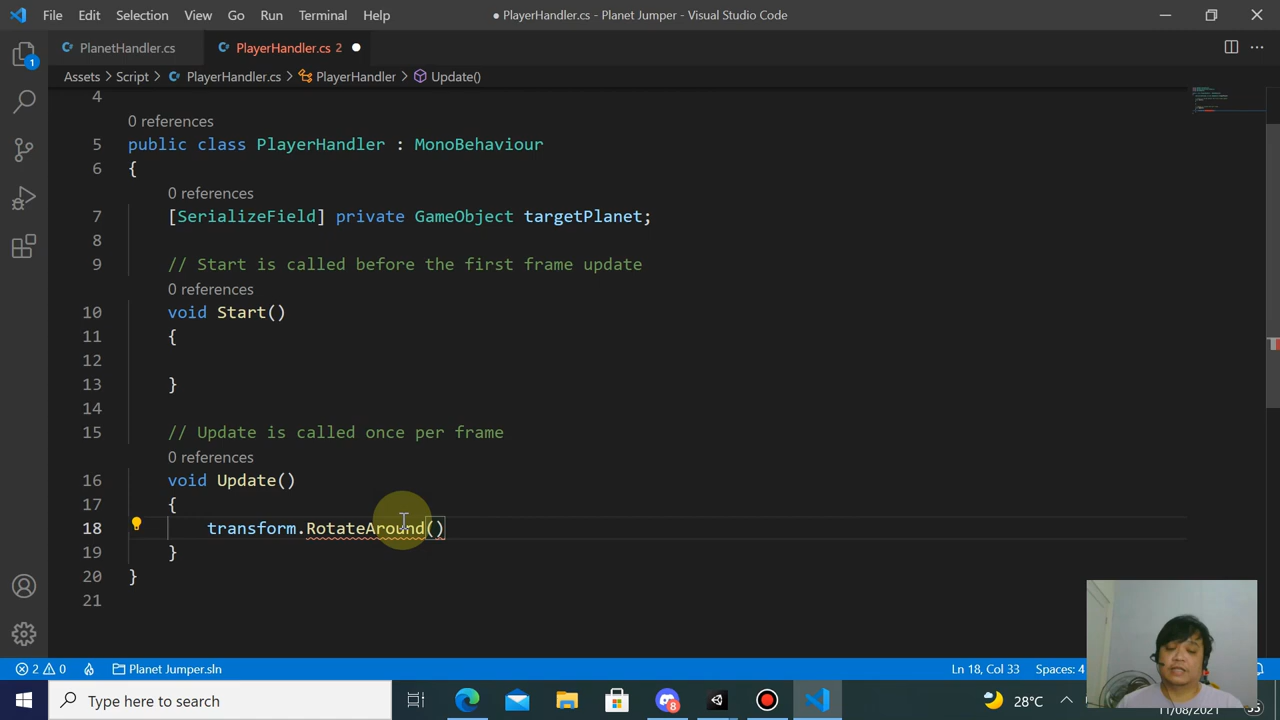 File Edit Selection View Go Run Terminal Help
● PlayerHandler.cs - Planet Jumper - Visual Studio Code
PlanetHandler.cs
PlayerHandler.cs 2
Assets > Script > PlayerHandler.cs > PlayerHandler > Update()
1
4
0 references
5 public class PlayerHandler : MonoBehaviour
6 {
0 references
7 [SerializeField] private GameObject targetPlanet;
8
9 // Start is called before the first frame update
0 references
10 void Start()
11 {
12
13 }
14
15 // Update is called once per frame
0 references
16 void Update()
17 {
18 transform.RotateAround()
19 }
20 }
21
2 0 Planet Jumper.sln
Ln 18, Col 33 Spaces: 4
Type here to search
8
28°C
11/08/2021